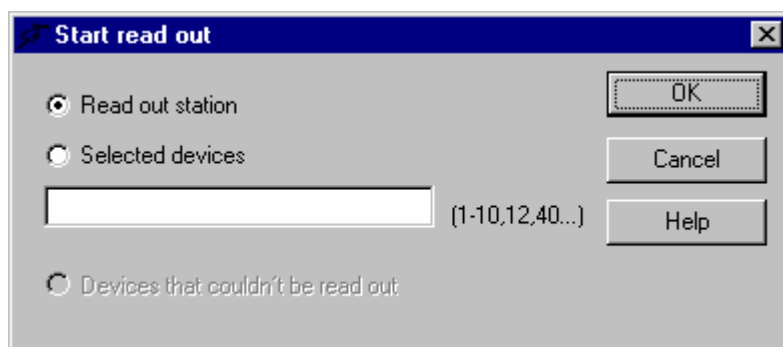 Start read out
Read out station
OK
Selected devices
Cancel
(1-10,12,40...)
Help
Devices that couldn´t be read out